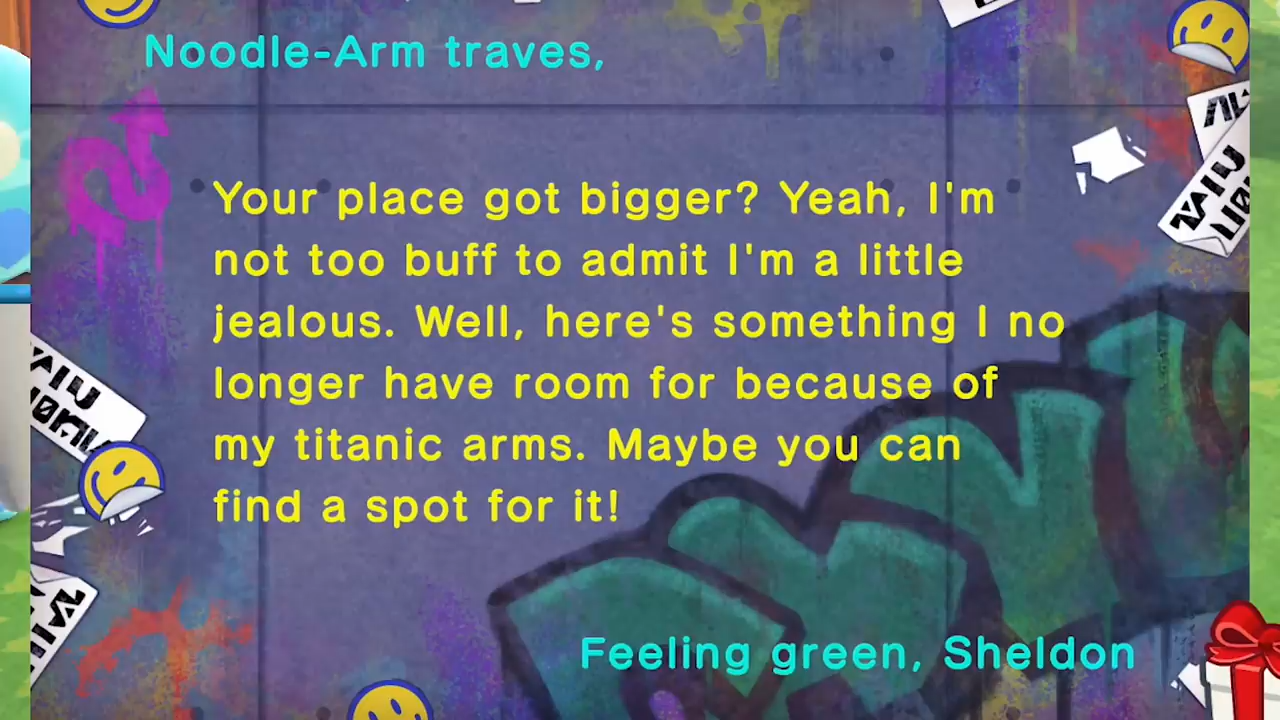 Noodle-Arm traves,
Your place got bigger? Yeah, I'm
not too buff to admit I'm a little
jealous. Well, here's something I no
longer have room for because of
my titanic arms. Maybe you can
find a spot for it!
Feeling green, Sheldon